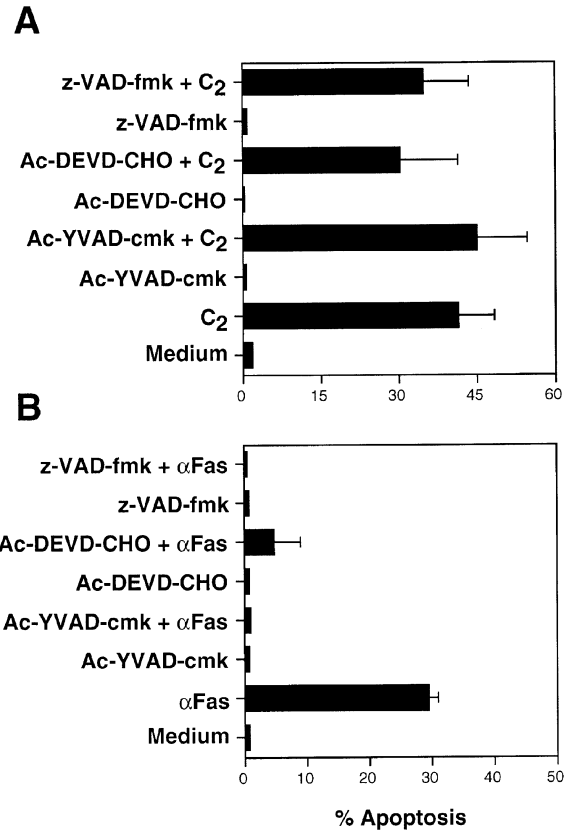 A
z-VAD-fmk + C2
z-VAD-fmk
Ac-DEVD-CHO + C2
Ac-DEVD-CHO
Ac-YVAD-cmk + C2
Ac-YVAD-cmk
C2
Medium
0 15 30 45 60
B
z-VAD-fmk + αFas
z-VAD-fmk
Ac-DEVD-CHO + αFas
Ac-DEVD-CHO
Ac-YVAD-cmk + αFas
Ac-YVAD-cmk
αFas
Medium
0 10 20 30 40 50
% Apoptosis